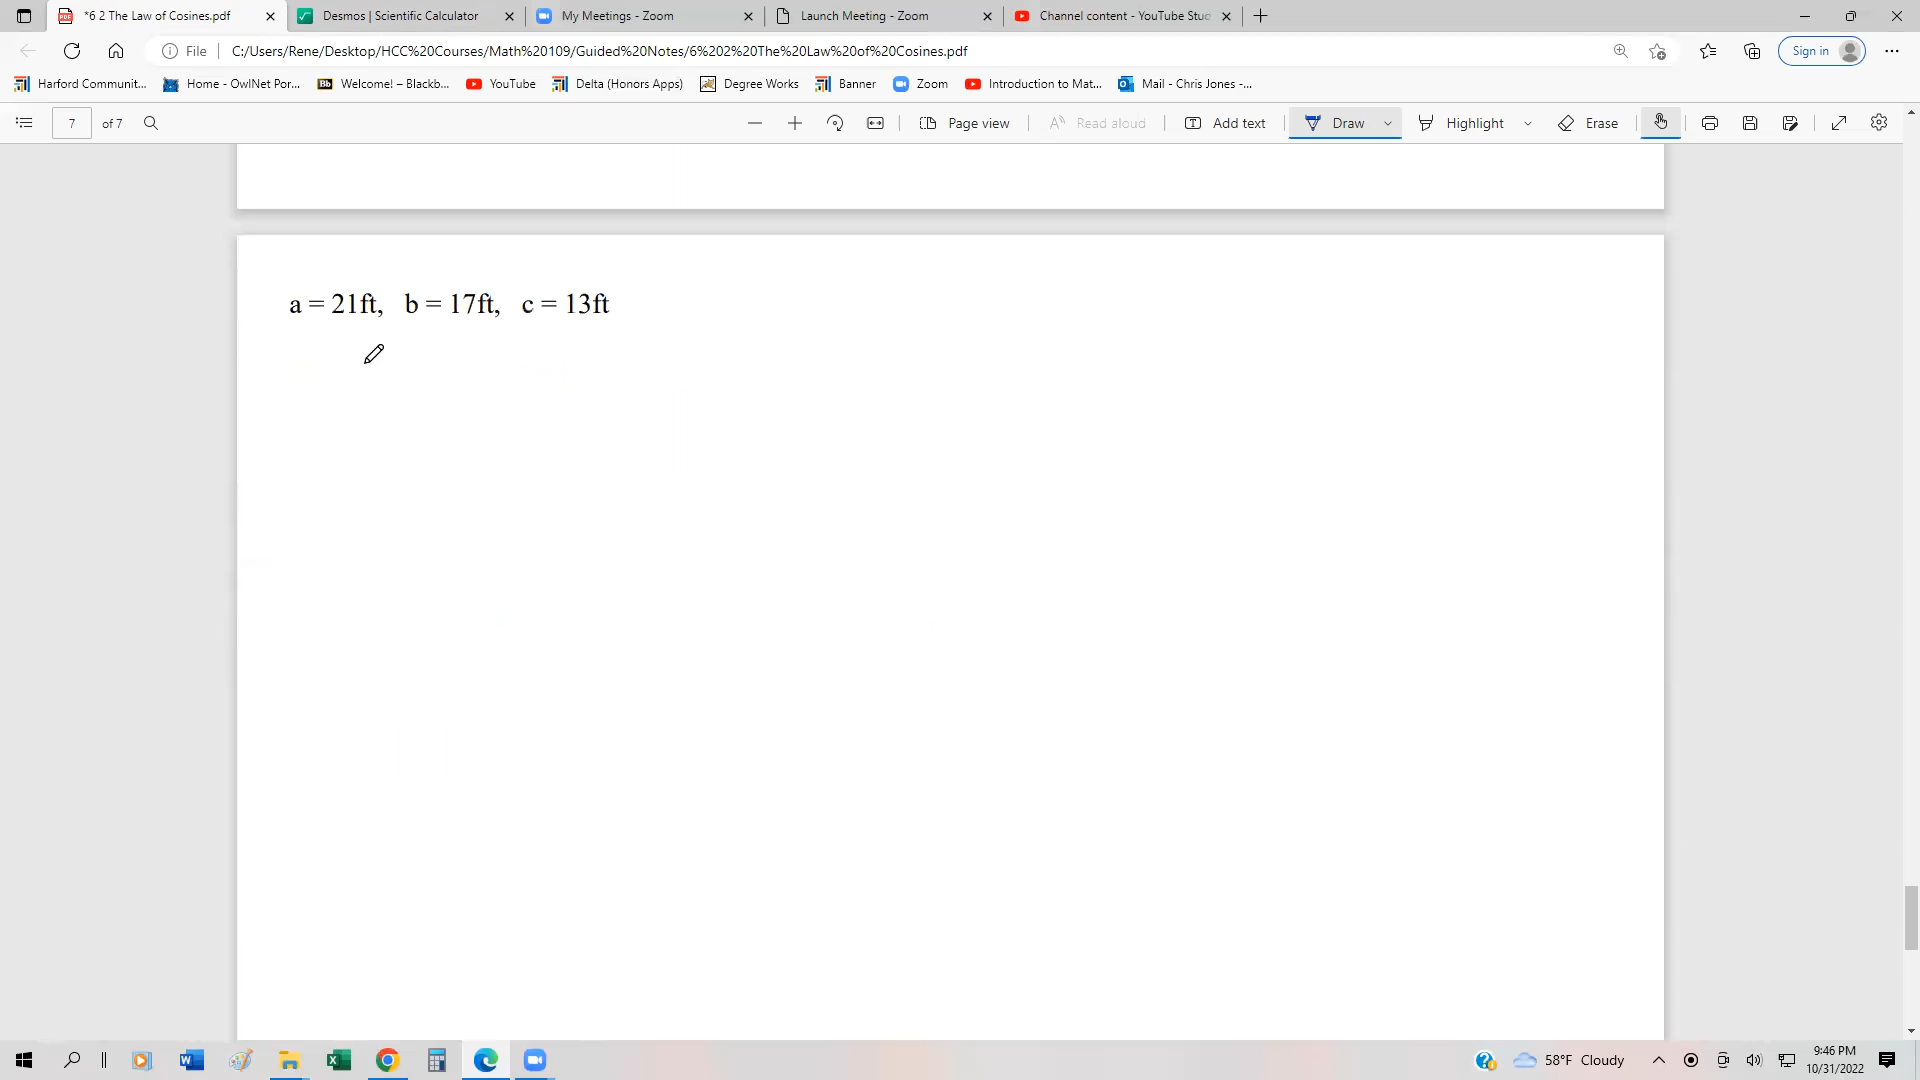 *6 2 The Law of Cosines.pdf
Desmos | Scientific Calculator
My Meetings - Zoom
Launch Meeting - Zoom
Channel content - YouTube Stud
File
C:/Users/Rene/Desktop/HCC%20Courses/Math%20109/Guided%20Notes/6%202%20The%20Law%20of%20Cosines.pdf
Sign in
Harford Communit...
Home - OwlNet Por...
Bb
Welcome! – Blackb...
YouTube
Delta (Honors Apps)
Degree Works
Banner
Zoom
Introduction to Mat...
Mail - Chris Jones -...
7 of 7
Page view
Read aloud
Add text
Draw
Highlight
Erase
a = 21ft, b = 17ft, c = 13ft
58°F Cloudy
9:46 PM
10/31/2022